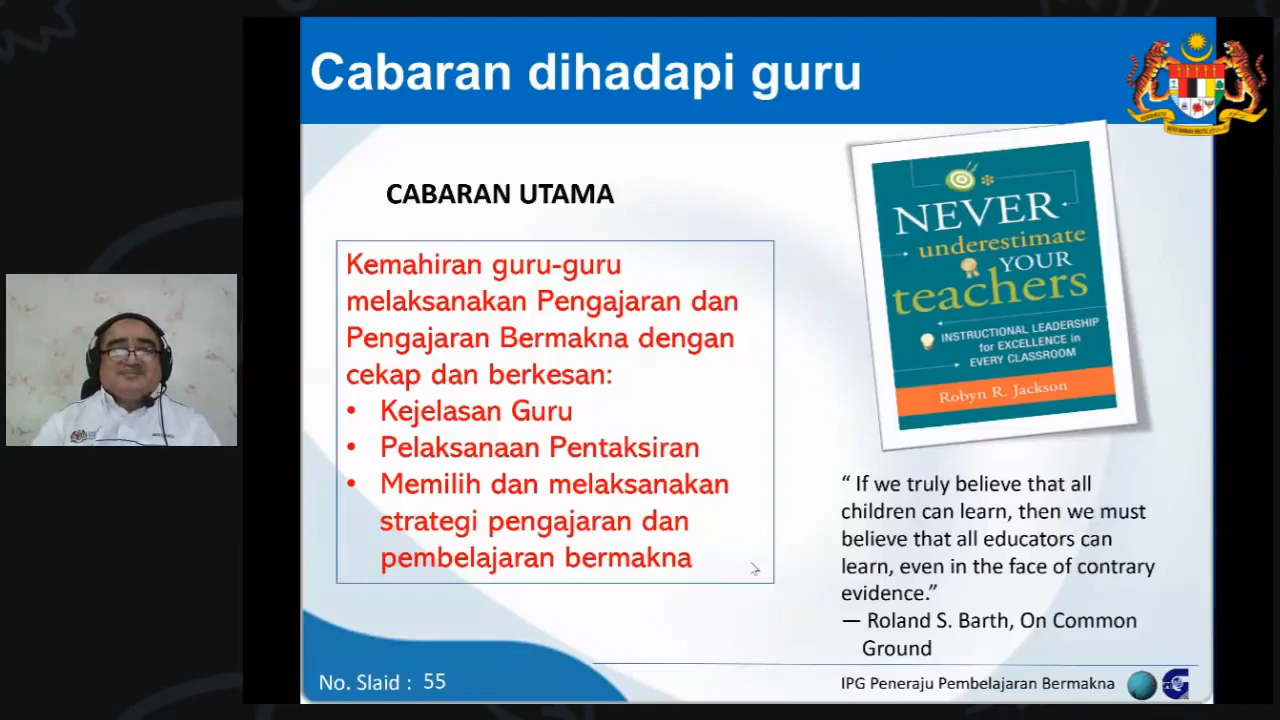 Cabaran dihadapi guru
CABARAN UTAMA
Kemahiran guru-guru
melaksanakan Pengajaran dan
Pengajaran Bermakna dengan
cekap dan berkesan:
• Kejelasan Guru
• Pelaksanaan Pentaksiran
• Memilih dan melaksanakan
strategi pengajaran dan
pembelajaran bermakna
NEVER
underestimate
YOUR
teachers
INSTRUCTIONAL LEADERSHIP
for EXCELLENCE in
EVERY CLASSROOM
Robyn R. Jackson
“ If we truly believe that all
children can learn, then we must
believe that all educators can
learn, even in the face of contrary
evidence.”
— Roland S. Barth, On Common
Ground
No. Slaid : 55
IPG Peneraju Pembelajaran Bermakna